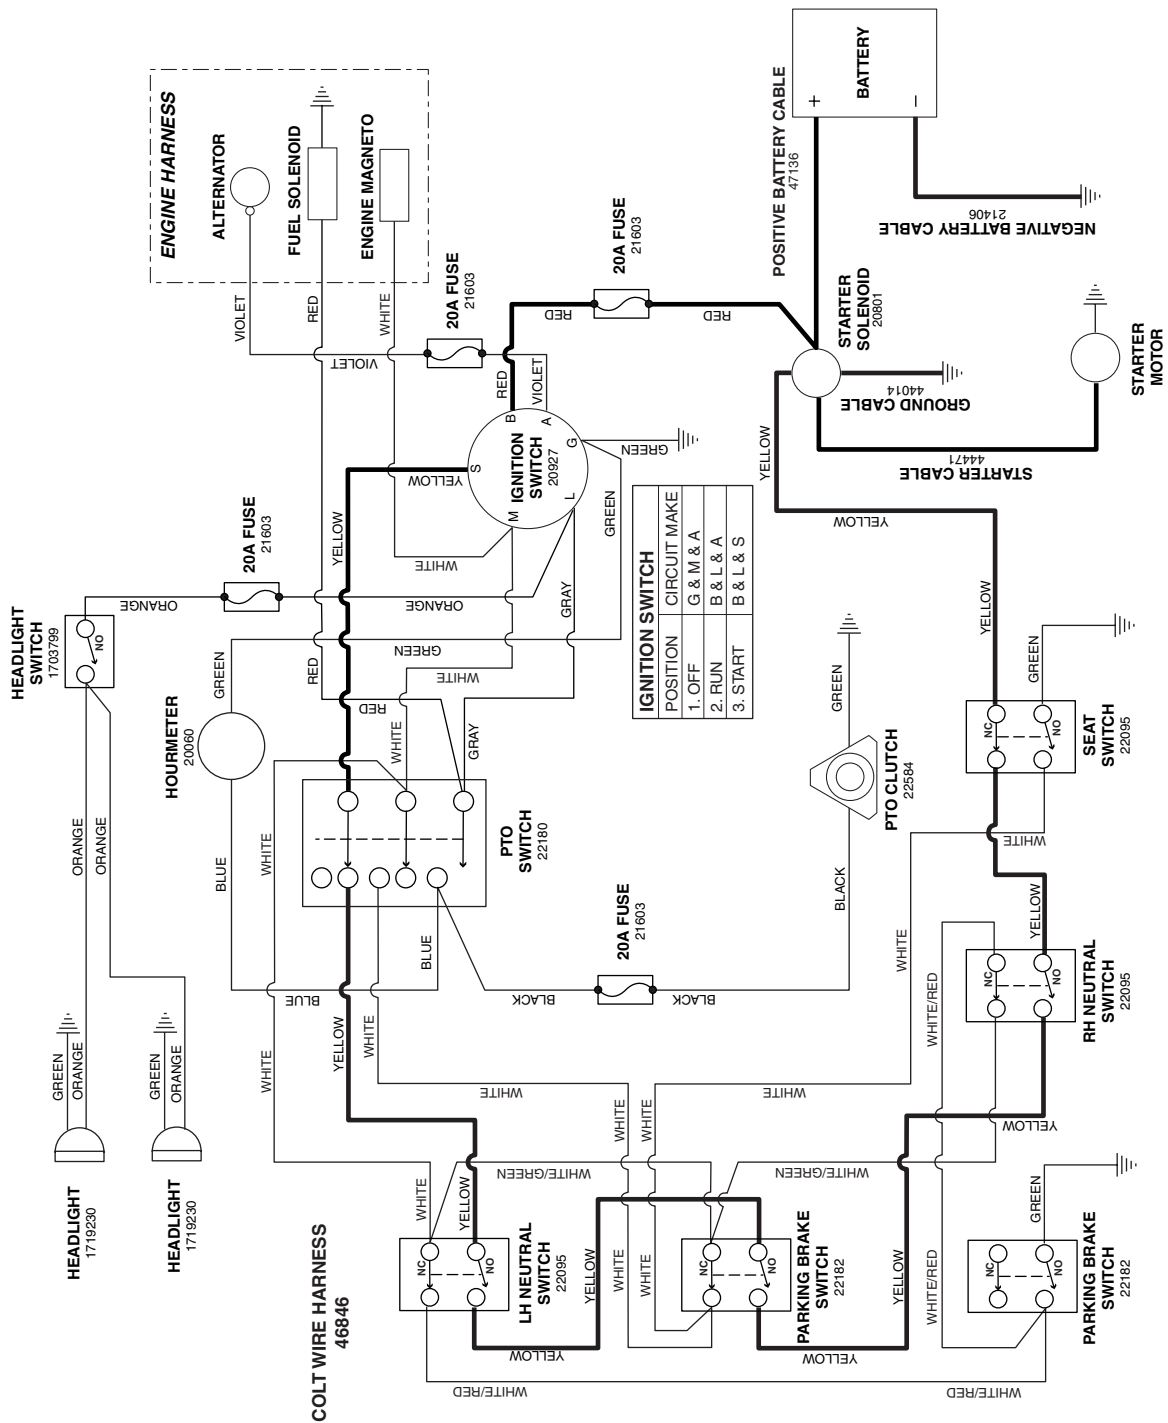 COLT WIRE HARNESS
46846
HEADLIGHT
1719230
HEADLIGHT
1719230
GREEN
ORANGE
GREEN
ORANGE
ORANGE
ORANGE
HEADLIGHT
SWITCH
1703799
NO
ORANGE
20A FUSE
21603
ORANGE
HOURMETER
20060
BLUE
GREEN
BLUE
GREEN
WHITE
WHITE
RED
RED
YELLOW
YELLOW
YELLOW
WHITE
WHITE
WHITE
GRAY
GRAY
WHITE
WHITE
BLUE
PTO
SWITCH
22180
BLACK
20A FUSE
21603
BLACK
BLACK
PTO CLUTCH
22584
GREEN
ENGINE HARNESS
ALTERNATOR
FUEL SOLENOID
ENGINE MAGNETO
VIOLET
RED
WHITE
VIOLET
20A FUSE
21603
VIOLET
RED
RED
20A FUSE
21603
RED
IGNITION
SWITCH
20927
S
B
A
G
L
M
GREEN
GREEN
IGNITION SWITCH
POSITION CIRCUIT MAKE
1. OFF G & M & A
2. RUN B & L & A
3. START B & L & S
BATTERY
+
–
POSITIVE BATTERY CABLE
47136
NEGATIVE BATTERY CABLE
21406
STARTER
SOLENOID
20801
GROUND CABLE
44014
STARTER CABLE
44471
STARTER
MOTOR
YELLOW
YELLOW
YELLOW
GREEN
NC
NO
SEAT
SWITCH
22095
WHITE
WHITE
WHITE
YELLOW
NC
NO
RH NEUTRAL
SWITCH
22095
WHITE/RED
YELLOW
WHITE
WHITE
WHITE/GREEN
WHITE/GREEN
WHITE
YELLOW
NC
NO
LH NEUTRAL
SWITCH
22095
YELLOW
YELLOW
WHITE
WHITE
NC
NO
PARKING BRAKE
SWITCH
22182
YELLOW
YELLOW
WHITE/RED
GREEN
NC
NO
PARKING BRAKE
SWITCH
22182
WHITE/RED
WHITE/RED